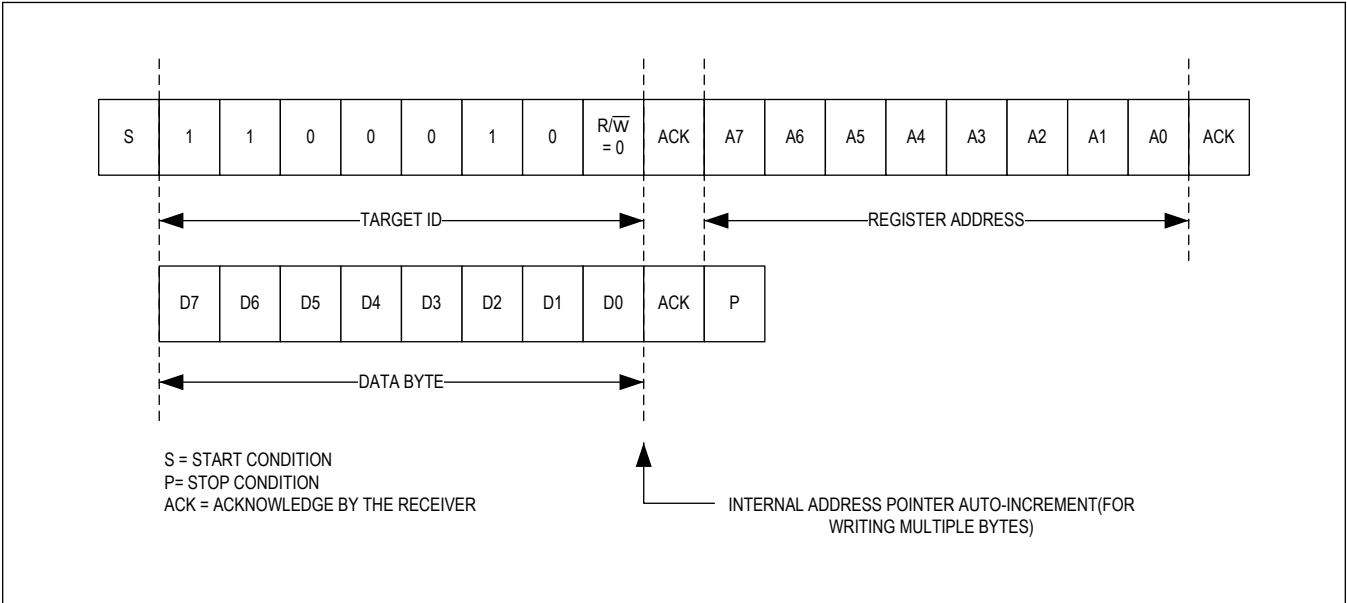 S 1 1 0 0 0 1 0 R/W̅ = 0 ACK A7 A6 A5 A4 A3 A2 A1 A0 ACK
TARGET ID REGISTER ADDRESS
D7 D6 D5 D4 D3 D2 D1 D0 ACK P
DATA BYTE
S = START CONDITION
P= STOP CONDITION
ACK = ACKNOWLEDGE BY THE RECEIVER
INTERNAL ADDRESS POINTER AUTO-INCREMENT(FOR
WRITING MULTIPLE BYTES)